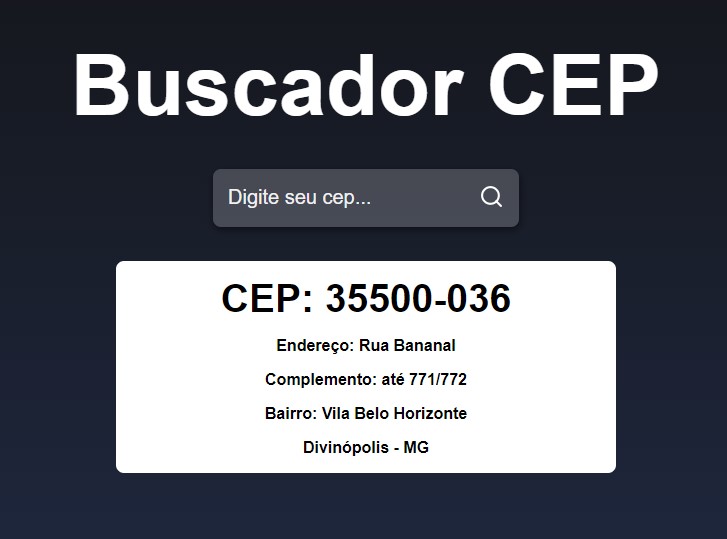 Buscador CEP
Digite seu cep...
CEP: 35500-036
Endereço: Rua Bananal
Complemento: até 771/772
Bairro: Vila Belo Horizonte
Divinópolis - MG